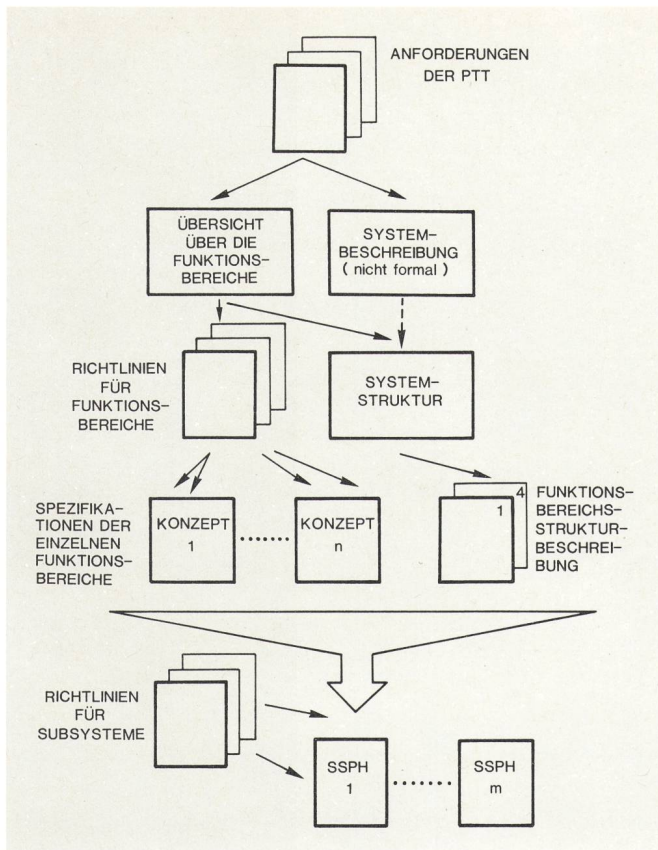 ANFORDERUNGEN
DER PTT
ÜBERSICHT
ÜBER DIE
FUNKTIONS-
BEREICHE
SYSTEM-
BESCHREIBUNG
( nicht formal )
RICHTLINIEN
FÜR
FUNKTIONS-
BEREICHE
SYSTEM-
STRUKTUR
SPEZIFIKA-
TIONEN DER
EINZELNEN
FUNKTIONS-
BEREICHE
KONZEPT
1
KONZEPT
n
4
1
FUNKTIONS-
BEREICHS-
STRUKTUR-
BESCHREI-
BUNG
RICHTLINIEN
FÜR
SUBSYSTEME
SSPH
1
SSPH
m